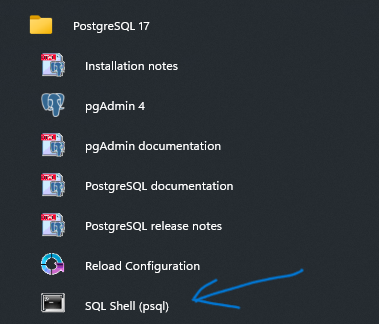 PostgreSQL 17
Installation notes
pgAdmin 4
pgAdmin documentation
PostgreSQL documentation
PostgreSQL release notes
Reload Configuration
SQL Shell (psql)